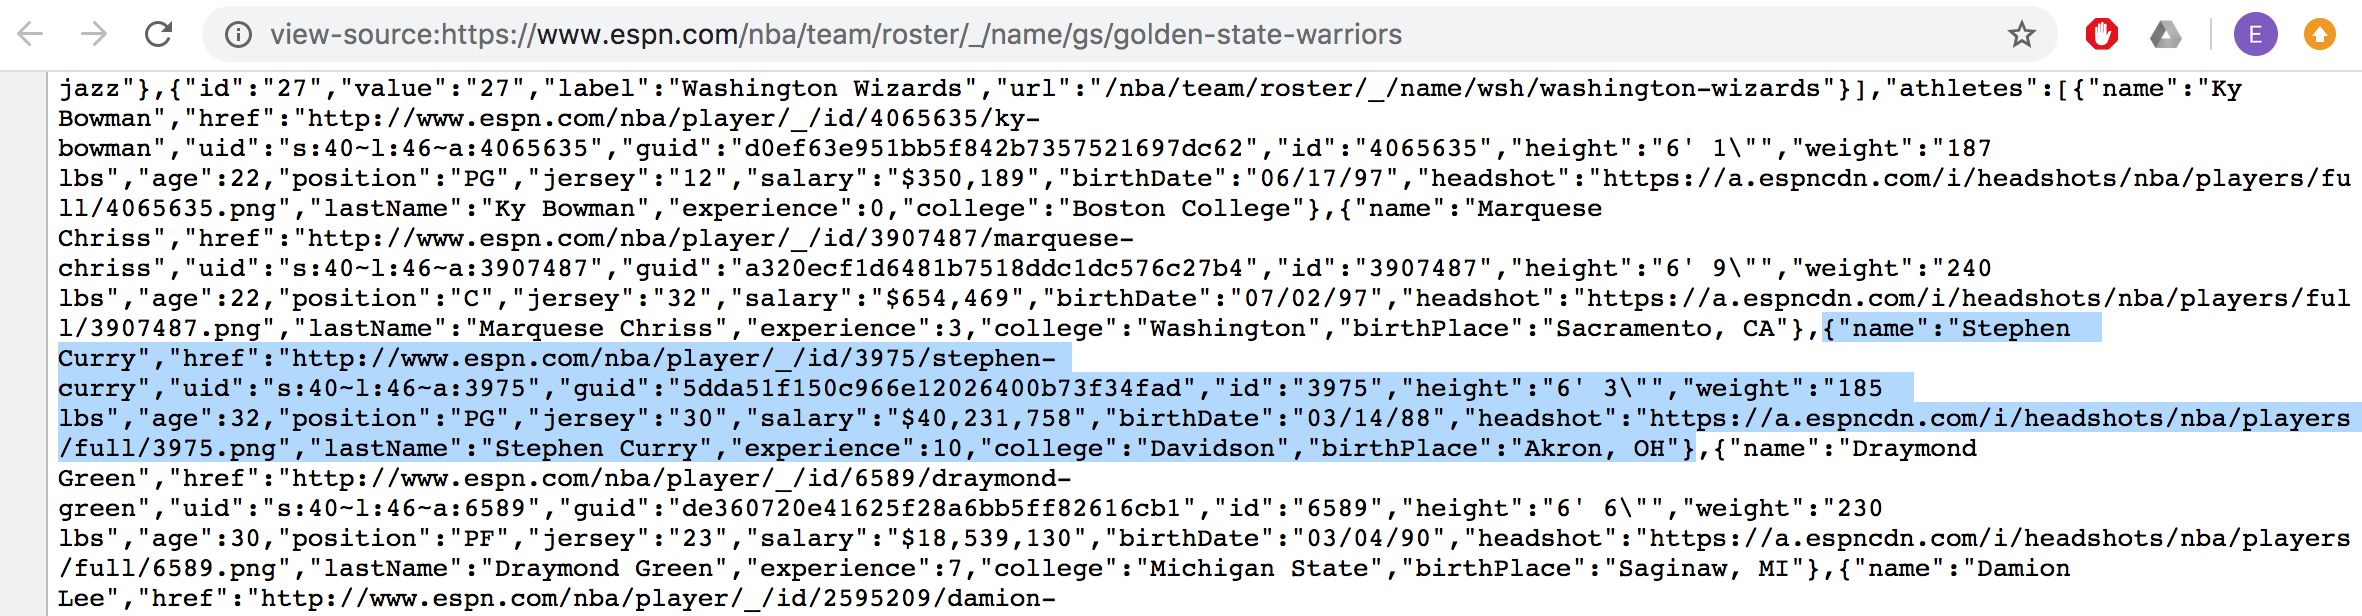 view-source:https://www.espn.com/nba/team/roster/_/name/gs/golden-state-warriors
E
jazz"},{"id":"27","value":"27","label":"Washington Wizards","url":"/nba/team/roster/_/name/wsh/washington-wizards"}],"athletes":[{"name":"Ky
Bowman","href":"http://www.espn.com/nba/player/_/id/4065635/ky-
bowman","uid":"s:40~l:46~a:4065635","guid":"d0ef63e951bb5f842b7357521697dc62","id":"4065635","height":"6' 1\"","weight":"187
lbs","age":22,"position":"PG","jersey":"12","salary":"$350,189","birthDate":"06/17/97","headshot":"https://a.espncdn.com/i/headshots/nba/players/fu
ll/4065635.png","lastName":"Ky Bowman","experience":0,"college":"Boston College"},{"name":"Marquese
Chriss","href":"http://www.espn.com/nba/player/_/id/3907487/marquese-
chriss","uid":"s:40~l:46~a:3907487","guid":"a320ecf1d6481b7518ddc1dc576c27b4","id":"3907487","height":"6' 9\"","weight":"240
lbs","age":22,"position":"C","jersey":"32","salary":"$654,469","birthDate":"07/02/97","headshot":"https://a.espncdn.com/i/headshots/nba/players/ful
l/3907487.png","lastName":"Marquese Chriss","experience":3,"college":"Washington","birthPlace":"Sacramento, CA"},{"name":"Stephen
Curry","href":"http://www.espn.com/nba/player/_/id/3975/stephen-
curry","uid":"s:40~l:46~a:3975","guid":"5dda51f150c966e12026400b73f34fad","id":"3975","height":"6' 3\"","weight":"185
lbs","age":32,"position":"PG","jersey":"30","salary":"$40,231,758","birthDate":"03/14/88","headshot":"https://a.espncdn.com/i/headshots/nba/players
/full/3975.png","lastName":"Stephen Curry","experience":10,"college":"Davidson","birthPlace":"Akron, OH"},{"name":"Draymond
Green","href":"http://www.espn.com/nba/player/_/id/6589/draymond-
green","uid":"s:40~l:46~a:6589","guid":"de360720e41625f28a6bb5ff82616cb1","id":"6589","height":"6' 6\"","weight":"230
lbs","age":30,"position":"PF","jersey":"23","salary":"$18,539,130","birthDate":"03/04/90","headshot":"https://a.espncdn.com/i/headshots/nba/players
/full/6589.png","lastName":"Draymond Green","experience":7,"college":"Michigan State","birthPlace":"Saginaw, MI"},{"name":"Damion
Lee","href":"http://www.espn.com/nba/player/_/id/2595209/damion-